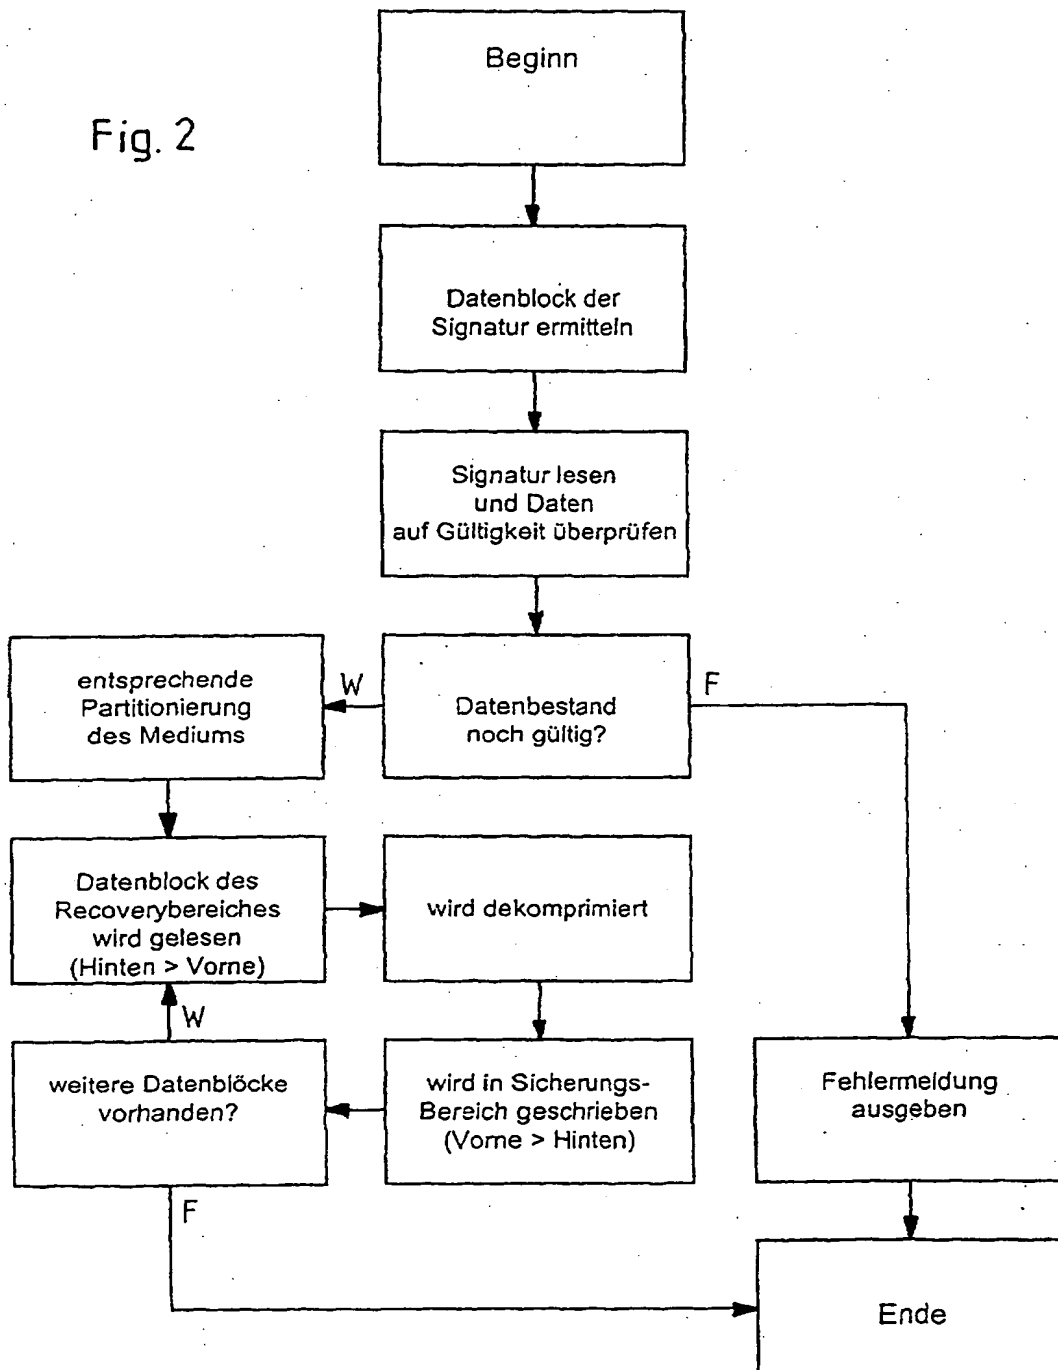 Beginn
Fig. 2
Datenblock der
Signatur ermitteln
Signatur lesen
und Daten
auf Gültigkeit überprüfen
entsprechende
Partitionierung
des Mediums
W
Datenbestand
noch gültig?
F
Datenblock des
Recoverybereiches
wird gelesen
(Hinten > Vorne)
wird dekomprimiert
W
weitere Datenblöcke
vorhanden?
wird in Sicherungs-
Bereich geschrieben
(Vorne > Hinten)
Fehlermeldung
ausgeben
F
Ende